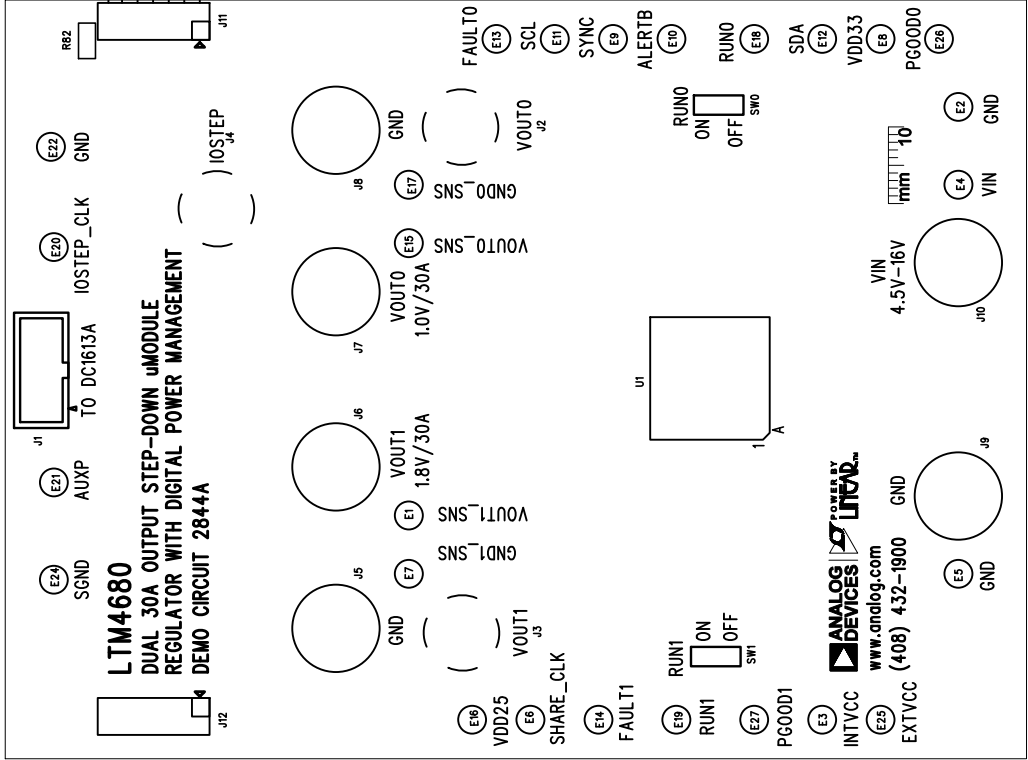 R82
J11
FAULT0
E13
SCL
E11
SYNC
E9
ALERTB
E10
RUN0
E18
SDA
E12
VDD33
E8
PGOOD0
E26
E22
GND
E20
IOSTEP_CLK
J4
IOSTEP
J1
TO DC1613A
E21
AUXP
E24
SGND
LTM4680
DUAL 30A OUTPUT STEP-DOWN uMODULE
REGULATOR WITH DIGITAL POWER MANAGEMENT
DEMO CIRCUIT 2844A
J12
J8
GND
VOUT0
J2
E17
GND0_SNS
E15
VOUT0_SNS
J7
VOUT0
1.0V/30A
J6
VOUT1
1.8V/30A
E1
VOUT1_SNS
E7
GND1_SNS
J5
GND
VOUT1
J3
RUN0
ON
OFF
SW0
U1
1
A
RUN1
ON
OFF
SW1
mm 10
E2
GND
E4
VIN
VIN
4.5V-16V
J10
J9
GND
E5
GND
ANALOG
DEVICES
POWER BY
LINEAR™
www.analog.com
(408) 432-1900
E16
VDD25
E6
SHARE_CLK
E14
FAULT1
E19
RUN1
E27
PGOOD1
E3
INTVCC
E25
EXTVCC